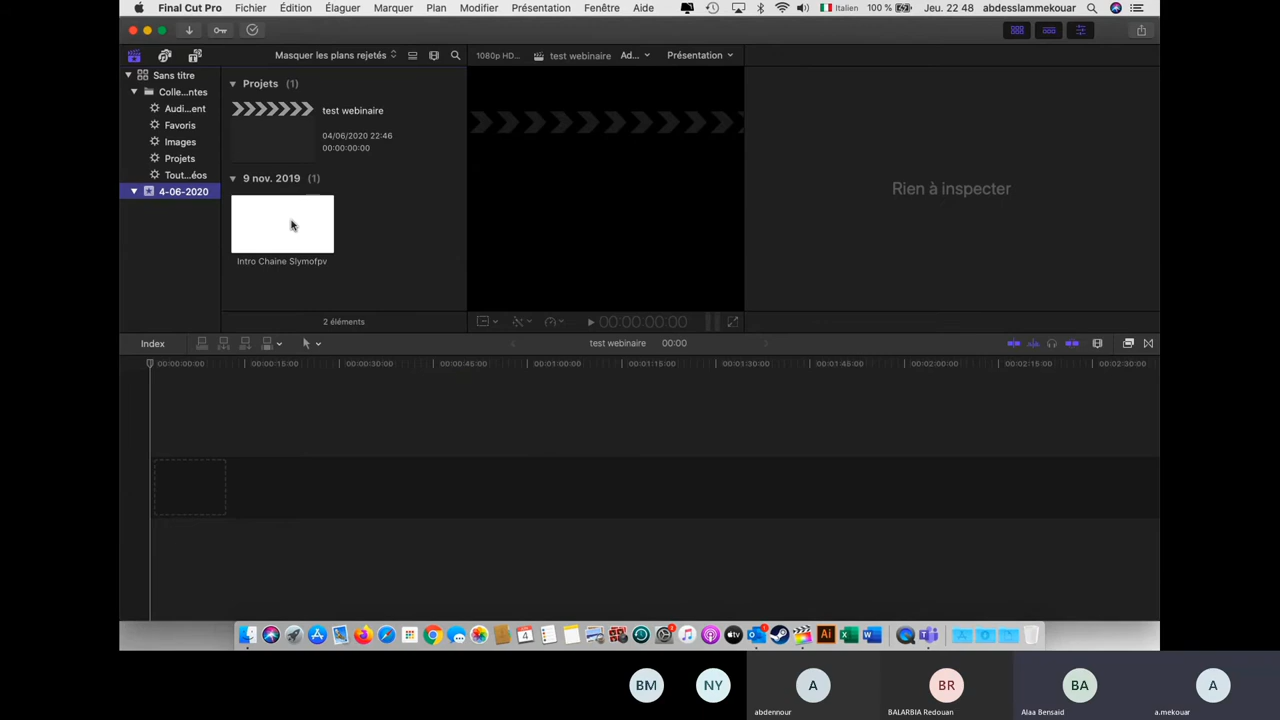 Final Cut Pro Fichier Édition Élaguer Marquer Plan Modifier Présentation Fenêtre Aide Italien 100 % Jeu. 22 48 abdesslammekouar
Masquer les plans rejetés 1080p HD... test webinaire Ad... Présentation
Sans titre
Colle...ntes
Audi...ent
Favoris
Images
Projets
Tout...éos
4-06-2020
Projets (1)
test webinaire
04/06/2020 22:46
00:00:00:00
9 nov. 2019 (1)
Intro Chaine Slymofpv
2 éléments
00:00:00:00
Rien à inspecter
Index test webinaire 00:00
00:00:00:00 00:00:15:00 00:00:30:00 00:00:45:00 00:01:00:00 00:01:15:00 00:01:30:00 00:01:45:00 00:02:00:00 00:02:15:00 00:02:30:00
BM NY A BR BA A
abdennour BALARBIA Redouan Alaa Bensaid a.mekouar